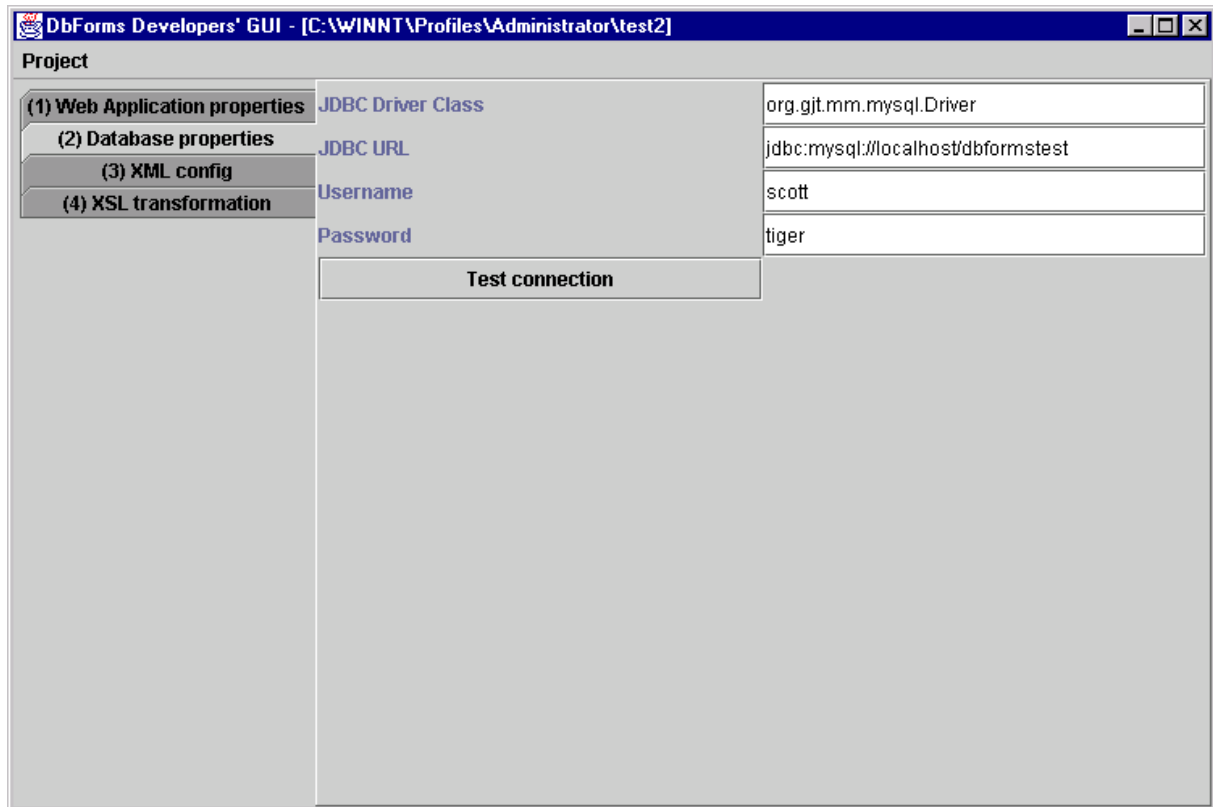 DbForms Developers' GUI - [C:\WINNT\Profiles\Administrator\test2]
Project
(1) Web Application properties
(2) Database properties
(3) XML config
(4) XSL transformation
JDBC Driver Class org.gjt.mm.mysql.Driver
JDBC URL jdbc:mysql://localhost/dbformstest
Username scott
Password tiger
Test connection